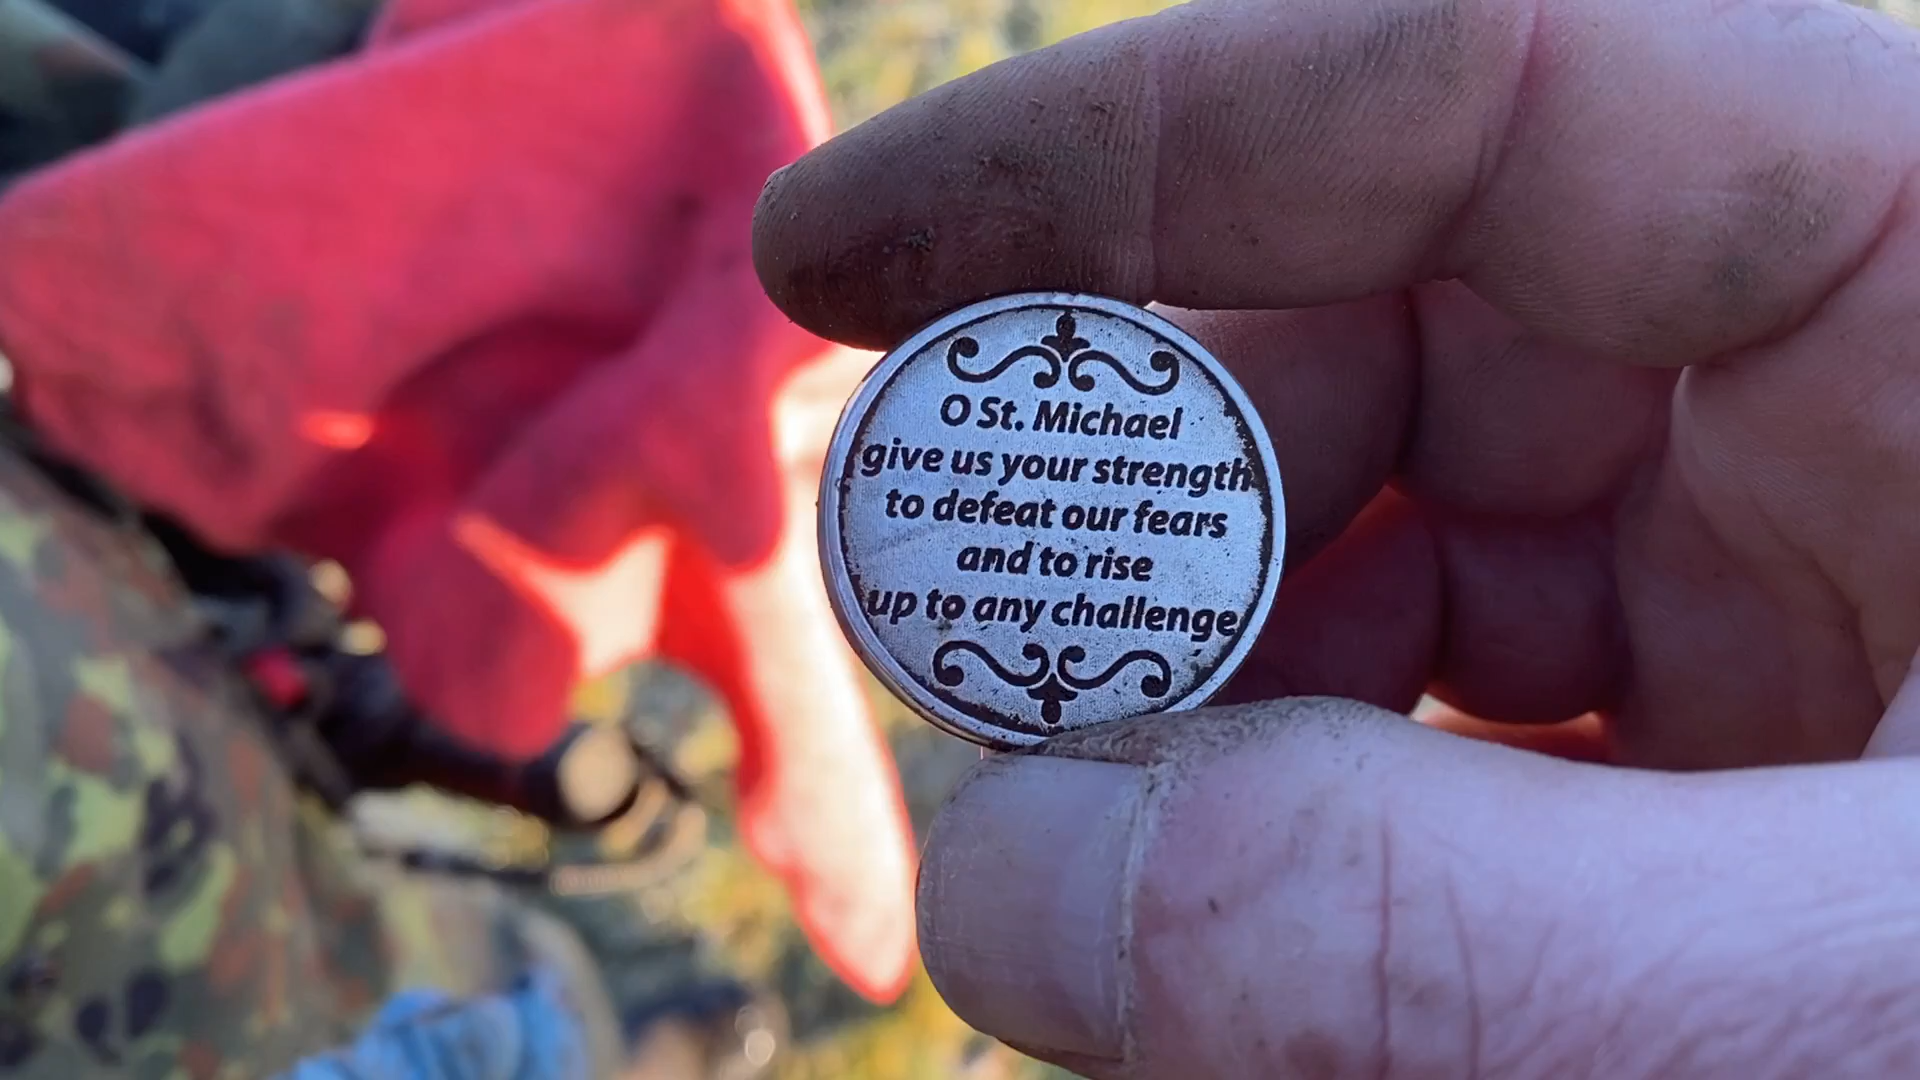 O St. Michael
give us your strength
to defeat our fears
and to rise
up to any challenge